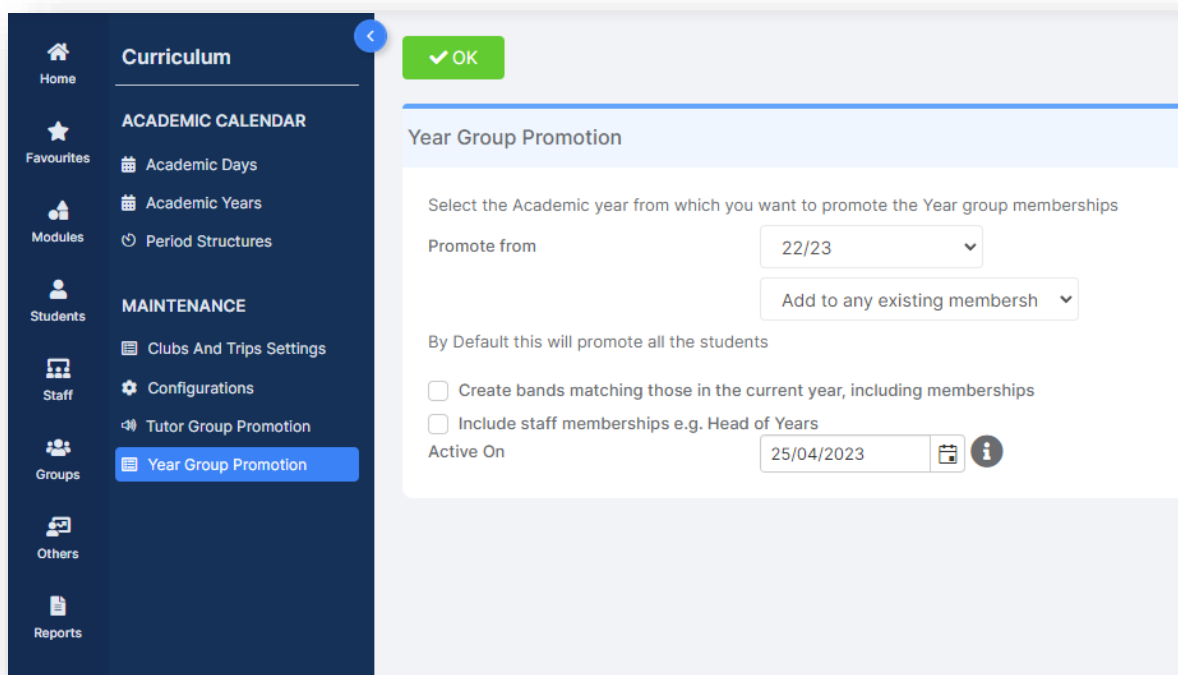 Home
Favourites
Modules
Students
Staff
Groups
Others
Reports
Curriculum
ACADEMIC CALENDAR
Academic Days
Academic Years
Period Structures
MAINTENANCE
Clubs And Trips Settings
Configurations
Tutor Group Promotion
Year Group Promotion
OK
Year Group Promotion
Select the Academic year from which you want to promote the Year group memberships
Promote from 22/23
Add to any existing membersh
By Default this will promote all the students
Create bands matching those in the current year, including memberships
Include staff memberships e.g. Head of Years
Active On 25/04/2023